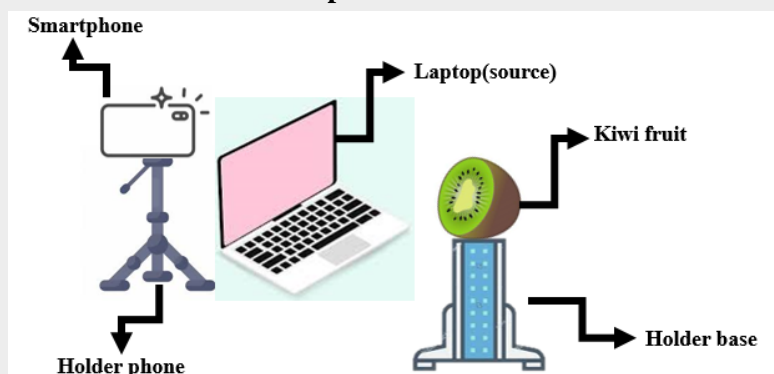 Smartphone
Laptop(source)
Kiwi fruit
Holder base
Holder phone